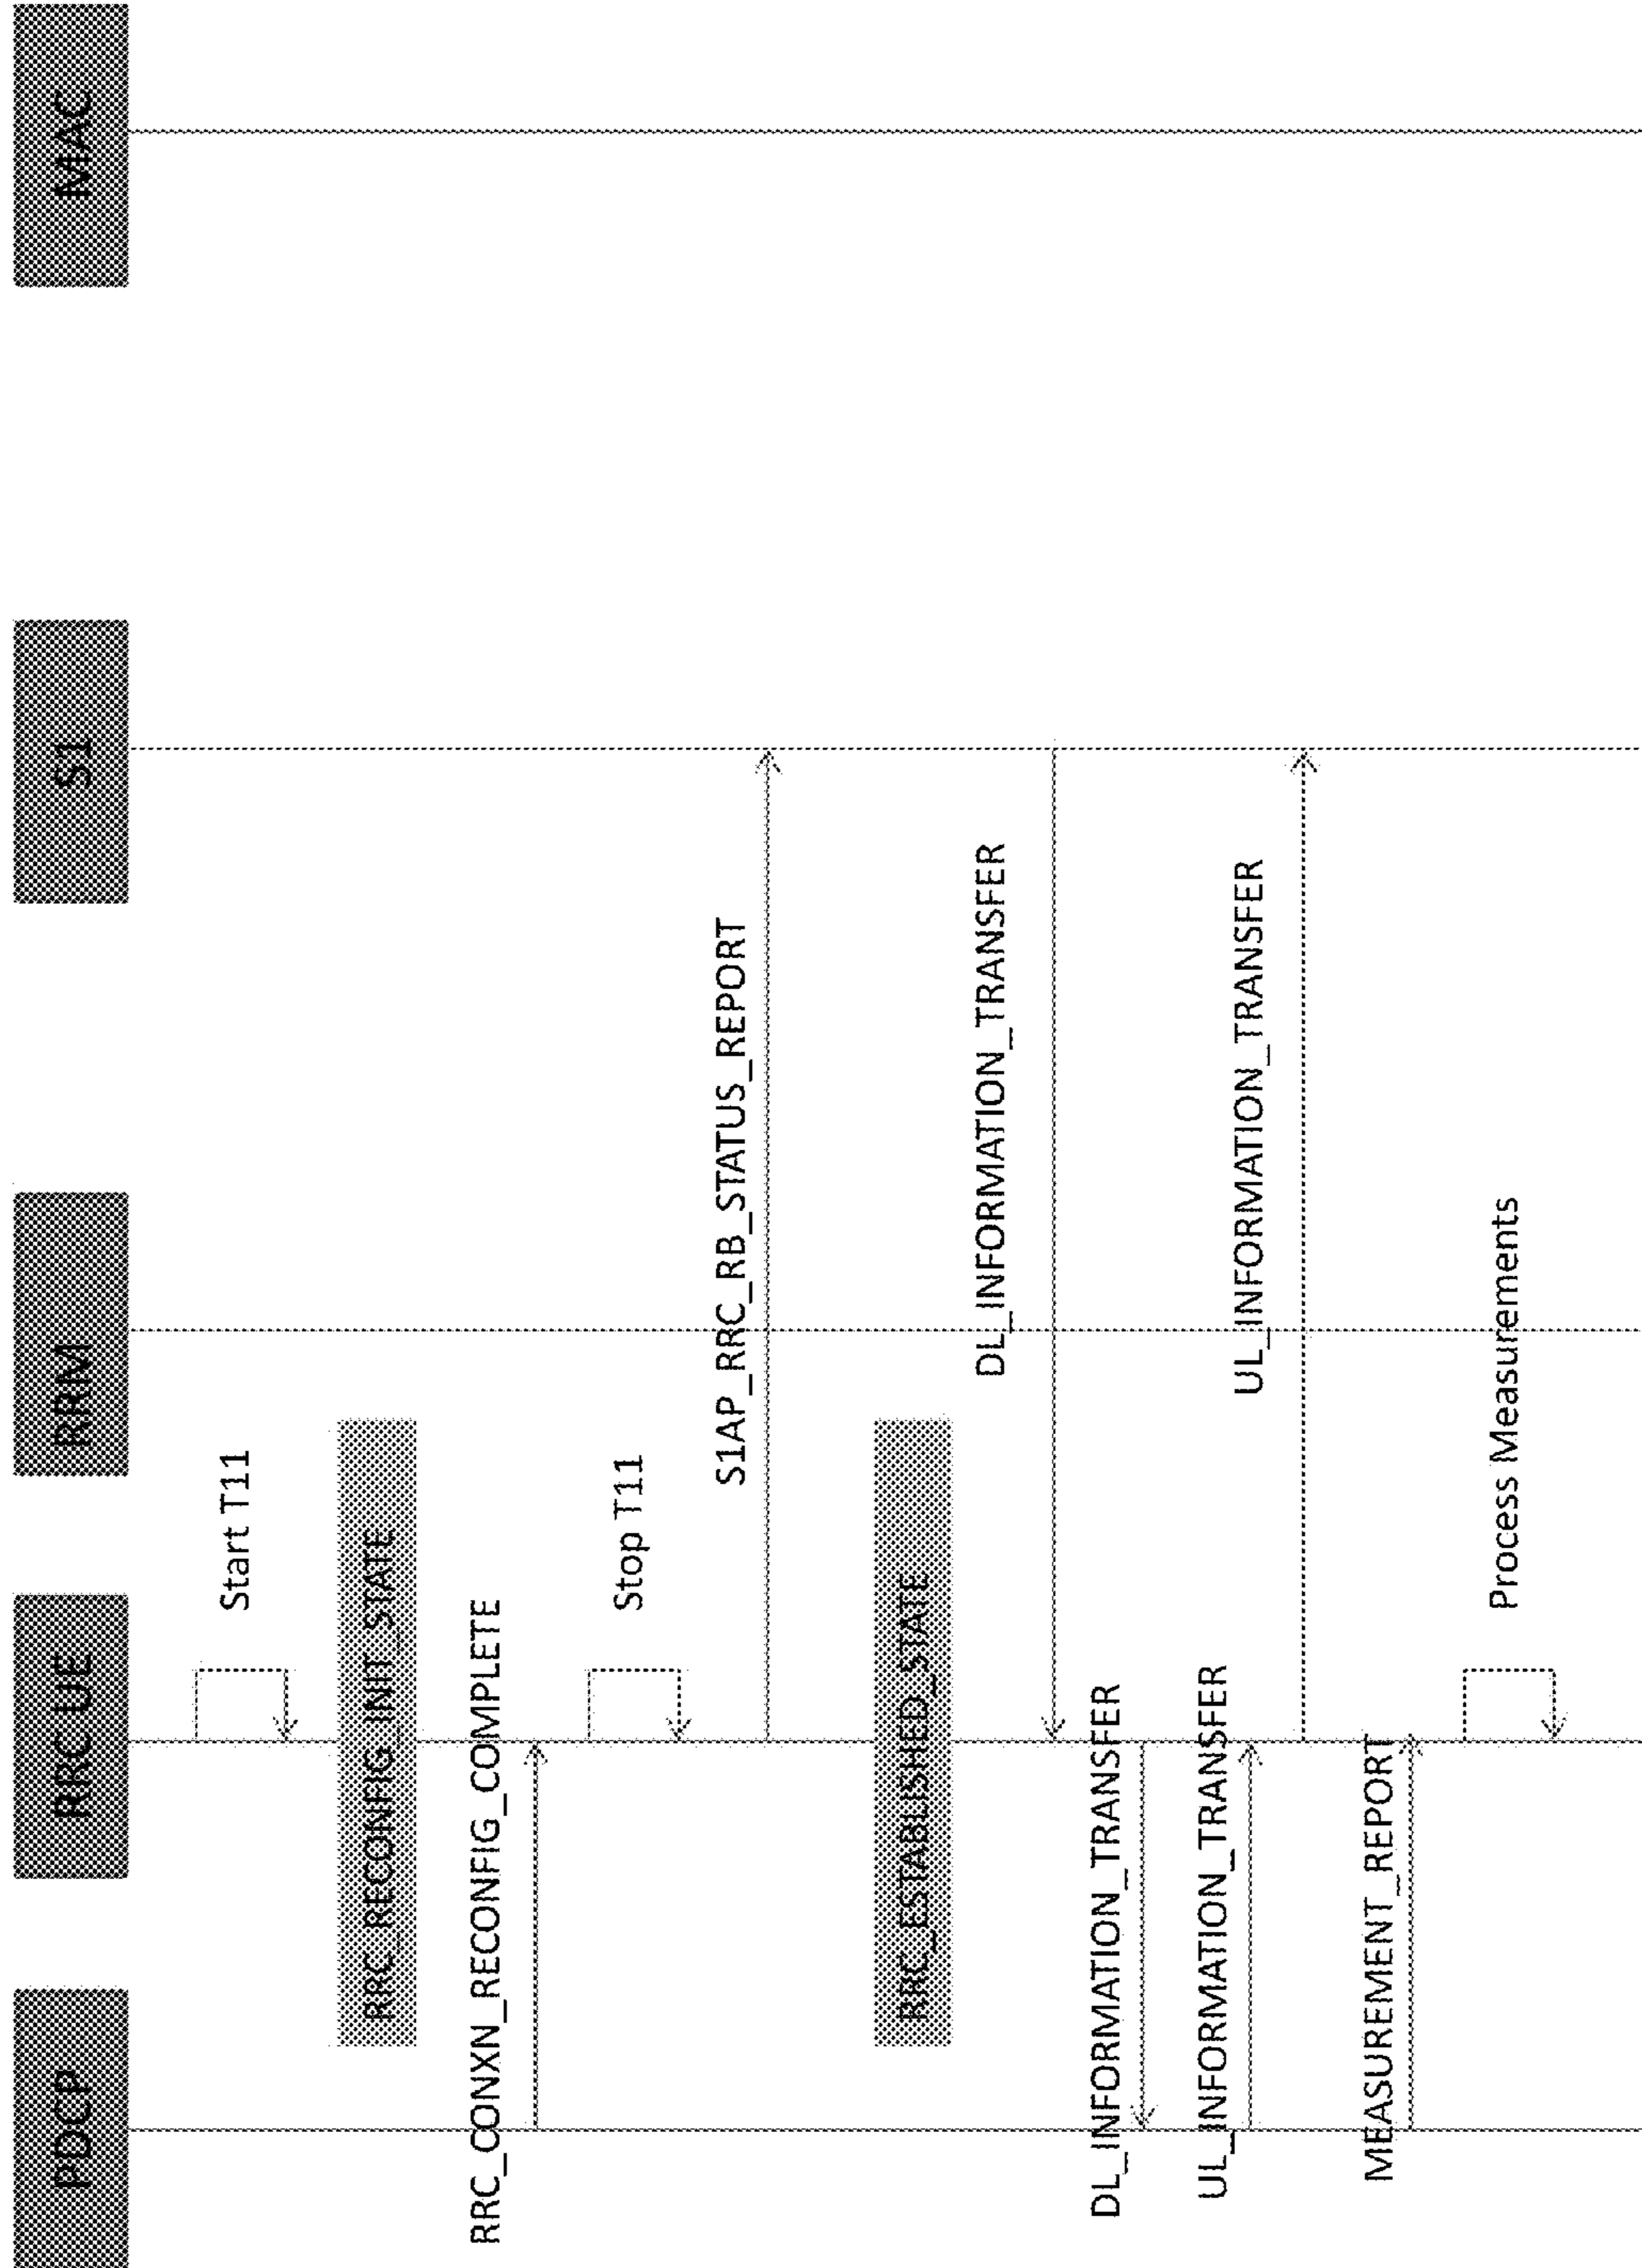 PDCP
RRC UE
RRM
S1
MAC
Start T11
RRC_RECONFIG_INIT_STATE
RRC_CONXN_RECONFIG_COMPLETE
Stop T11
S1AP_RRC_RB_STATUS_REPORT
RRC_ESTABLISHED_STATE
DL_INFORMATION_TRANSFER
DL_INFORMATION_TRANSFER
UL_INFORMATION_TRANSFER
UL_INFORMATION_TRANSFER
MEASUREMENT_REPORT
Process Measurements